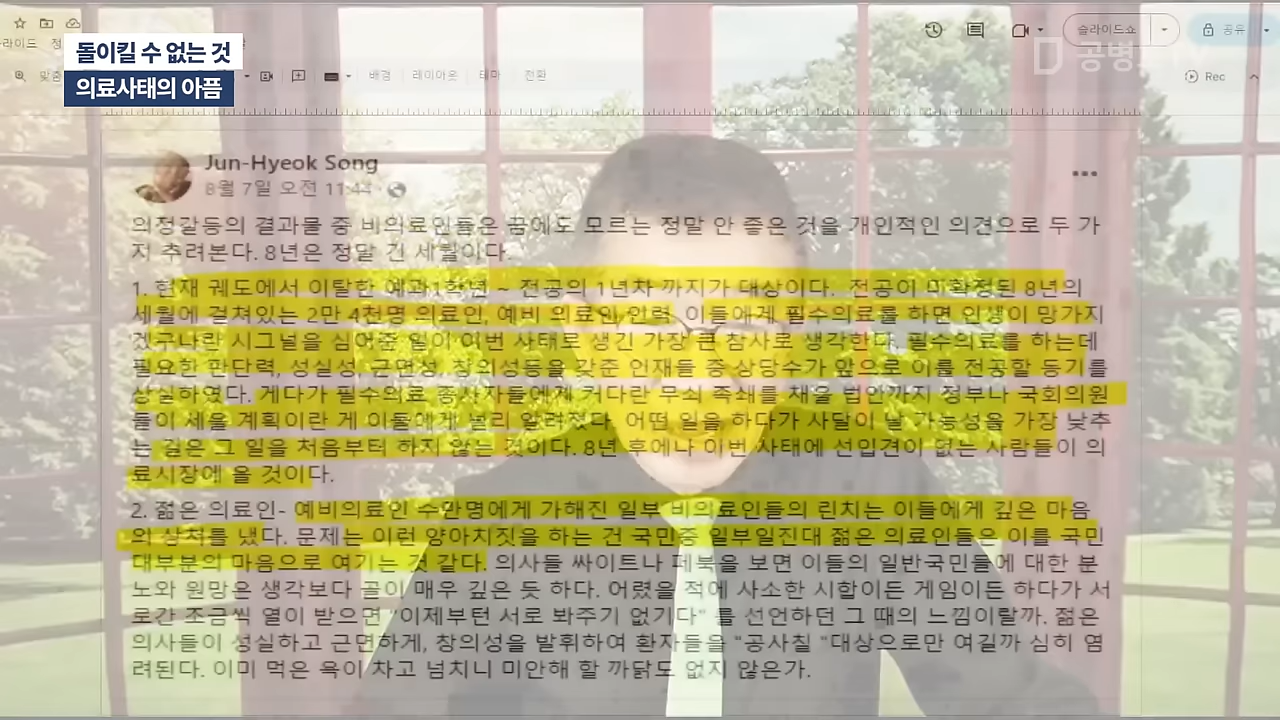 돌이킬 수 없는 것
의료사태의 아픔
슬라이드쇼
공유
공병호
맞춤
배경
레이아웃
테마
전환
Rec
Jun-Hyeok Song
8월 7일 오전 11:44
의정갈등의 결과물 중 비의료인들은 꿈에도 모르는 정말 안 좋은 것을 개인적인 의견으로 두 가
지 추려본다. 8년은 정말 긴 세월이다.
1. 현재 궤도에서 이탈한 예과1학년 ~ 전공의 1년차 까지가 대상이다. 전공이 미확정된 8년의
세월에 걸쳐있는 2만 4천명 의료인, 예비 의료인 인력. 이들에게 필수의료를 하면 인생이 망가지
겠구나란 시그널을 심어준 일이 이번 사태로 생긴 가장 큰 참사로 생각한다. 필수의료를 하는데
필요한 판단력, 성실성, 근면성, 창의성등을 갖춘 인재들 중 상당수가 앞으로 이를 전공할 동기를
상실하였다. 게다가 필수의료 종사자들에게 커다란 무쇠 족쇄를 채울 법안까지 정부나 국회의원
들이 세울 계획이란 게 이들에게 널리 알려졌다. 어떤 일을 하다가 사달이 날 가능성을 가장 낮추
는 길은 그 일을 처음부터 하지 않는 것이다. 8년 후에나 이번 사태에 선입견이 없는 사람들이 의
료시장에 올 것이다.
2. 젊은 의료인- 예비의료인 수만명에게 가해진 일부 비의료인들의 린치는 이들에게 깊은 마음
의 상처를 냈다. 문제는 이런 양아치짓을 하는 건 국민중 일부일진대 젊은 의료인들은 이를 국민
대부분의 마음으로 여기는 것 같다. 의사들 싸이트나 페북을 보면 이들의 일반국민들에 대한 분
노와 원망은 생각보다 골이 매우 깊은 듯 하다. 어렸을 적에 사소한 시합이든 게임이든 하다가 서
로간 조금씩 열이 받으면 "이제부턴 서로 봐주기 없기다" 를 선언하던 그 때의 느낌이랄까. 젊은
의사들이 성실하고 근면하게, 창의성을 발휘하여 환자들을 "공사칠 "대상으로만 여길까 심히 염
려된다. 이미 먹은 욕이 차고 넘치니 미안해 할 까닭도 없지 않은가.